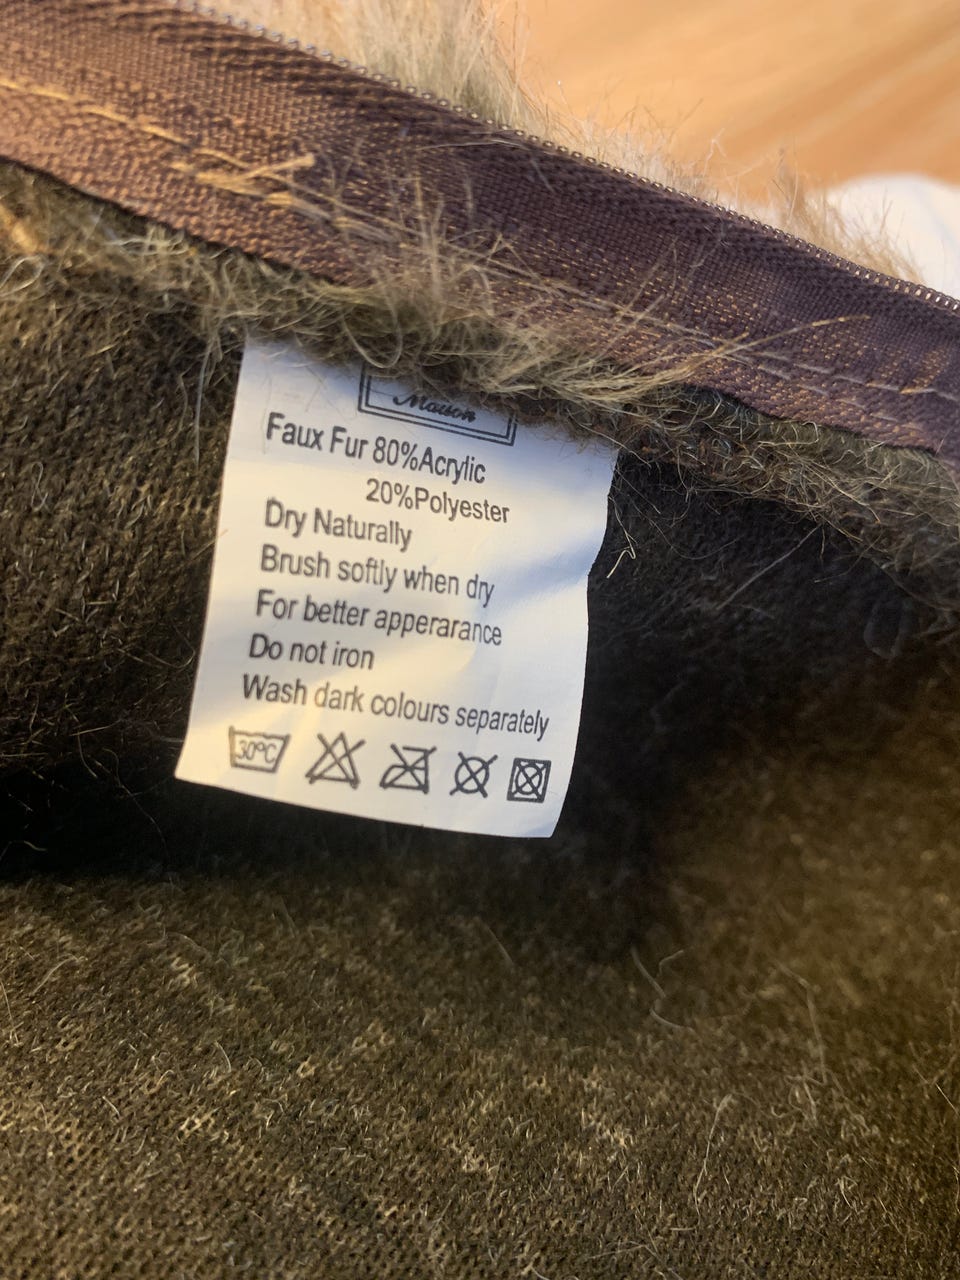 Maison
Faux Fur 80%Acrylic
20%Polyester
Dry Naturally
Brush softly when dry
For better apperarance
Do not iron
Wash dark colours separately
30°C